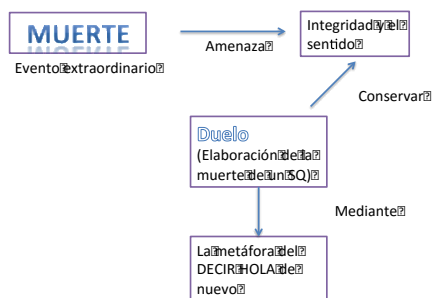 MUERTE
Evento extraordinario
Amenaza
Integridad y el
sentido
Conservar
Duelo
(Elaboración de la
muerte de un SQ)
Mediante
La metáfora del
DECIR HOLA de
nuevo